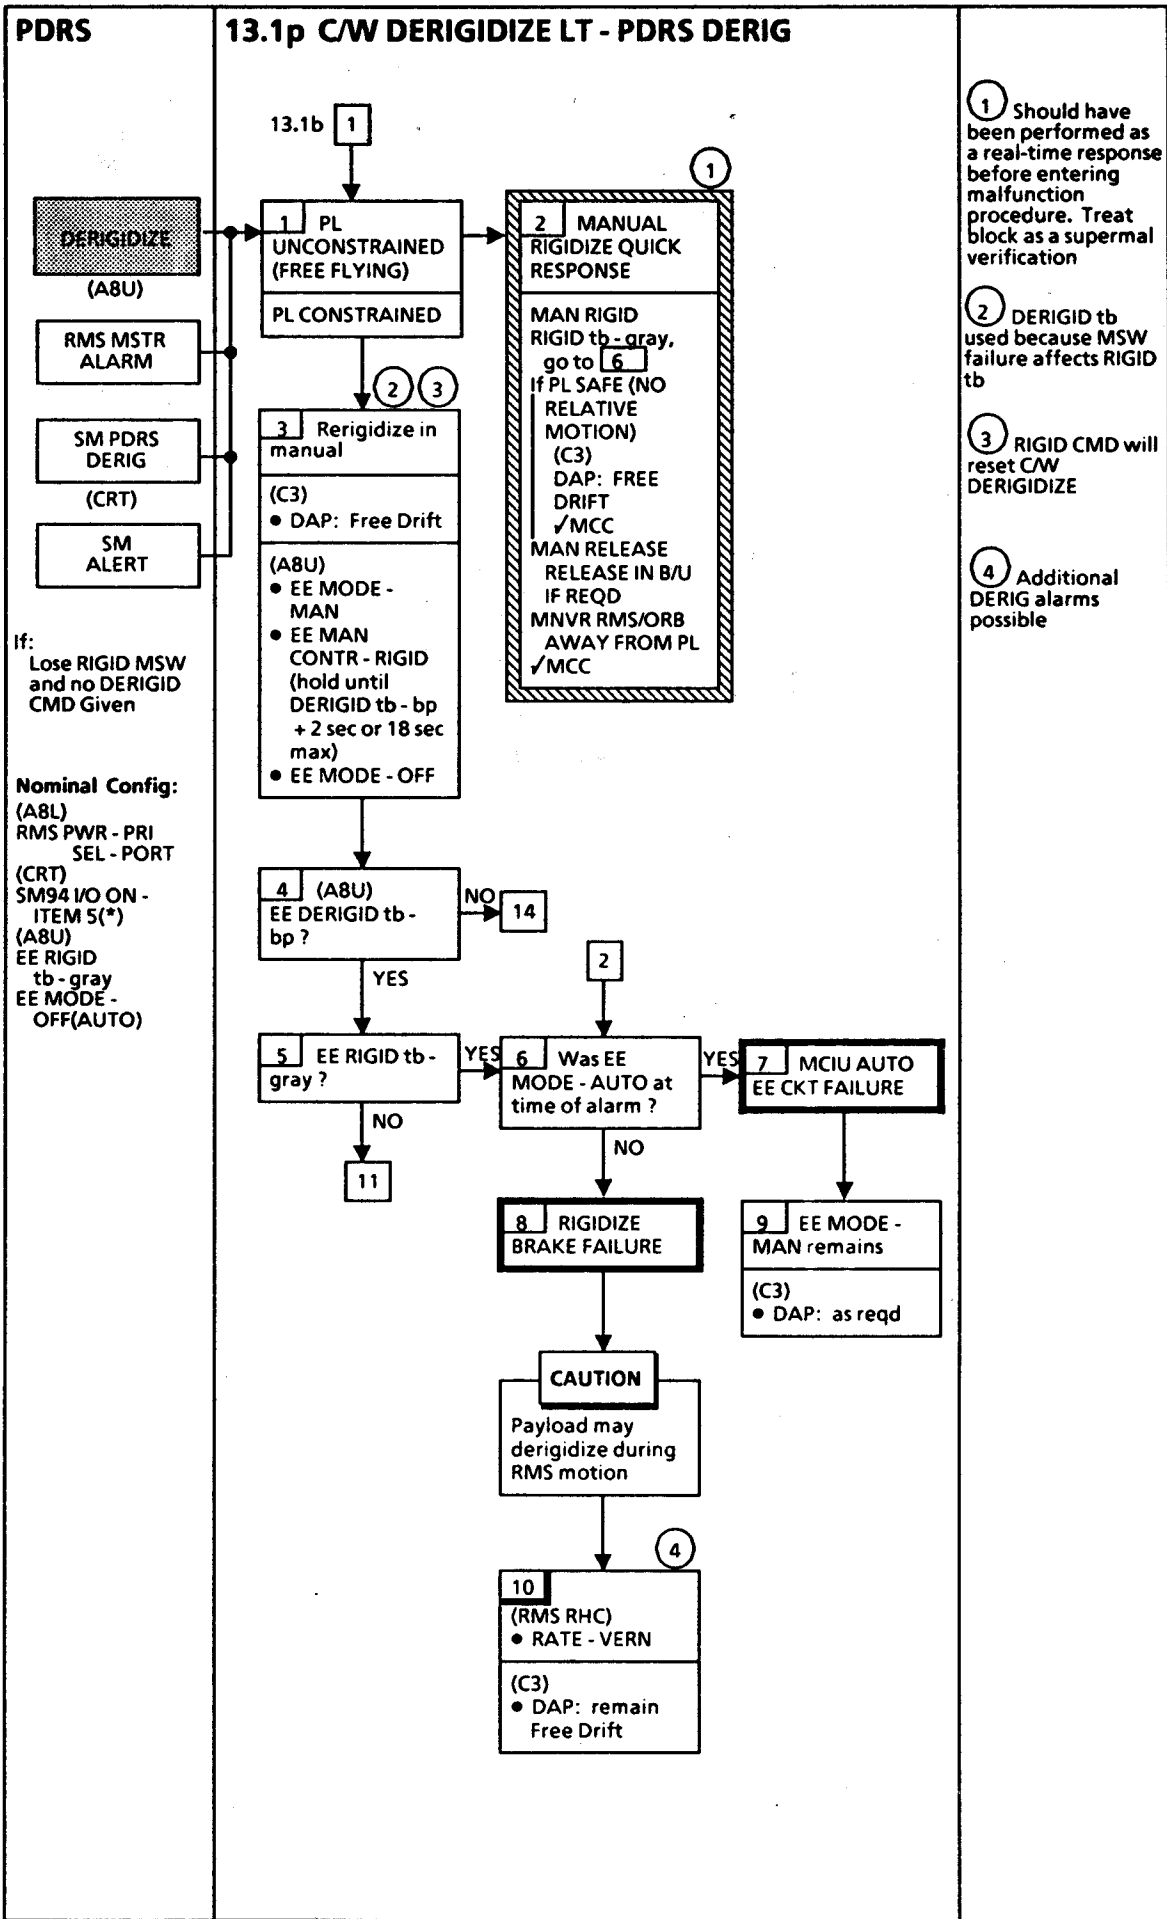 PDRS
13.1p C/W DERIGIDIZE LT - PDRS DERIG
DERIGIDIZE
(A8U)
RMS MSTR
ALARM
SM PDRS
DERIG
(CRT)
SM
ALERT
If:
Lose RIGID MSW
and no DERIGID
CMD Given
Nominal Config:
(A8L)
RMS PWR - PRI
SEL - PORT
(CRT)
SM94 I/O ON -
ITEM 5(*)
(A8U)
EE RIGID
tb - gray
EE MODE -
OFF(AUTO)
13.1b 1
1 PL
UNCONSTRAINED
(FREE FLYING)
PL CONSTRAINED
1
2 MANUAL
RIGIDIZE QUICK
RESPONSE
MAN RIGID
RIGID tb - gray,
go to 6
If PL SAFE (NO
RELATIVE
MOTION)
(C3)
DAP: FREE
DRIFT
✓MCC
MAN RELEASE
RELEASE IN B/U
IF REQD
MNVR RMS/ORB
AWAY FROM PL
✓MCC
2 3
3 Rerigidize in
manual
(C3)
● DAP: Free Drift
(A8U)
● EE MODE -
MAN
● EE MAN
CONTR - RIGID
(hold until
DERIGID tb - bp
+ 2 sec or 18 sec
max)
● EE MODE - OFF
4 (A8U)
EE DERIGID tb -
bp ?
NO
14
YES
2
5 EE RIGID tb -
gray ?
YES
NO
11
6 Was EE
MODE - AUTO at
time of alarm ?
YES
NO
7 MCIU AUTO
EE CKT FAILURE
8 RIGIDIZE
BRAKE FAILURE
9 EE MODE -
MAN remains
(C3)
● DAP: as reqd
CAUTION
Payload may
derigidize during
RMS motion
4
10
(RMS RHC)
● RATE - VERN
(C3)
● DAP: remain
Free Drift
1 Should have
been performed as
a real-time response
before entering
malfunction
procedure. Treat
block as a supermal
verification
2 DERIGID tb
used because MSW
failure affects RIGID
tb
3 RIGID CMD will
reset C/W
DERIGIDIZE
4 Additional
DERIG alarms
possible